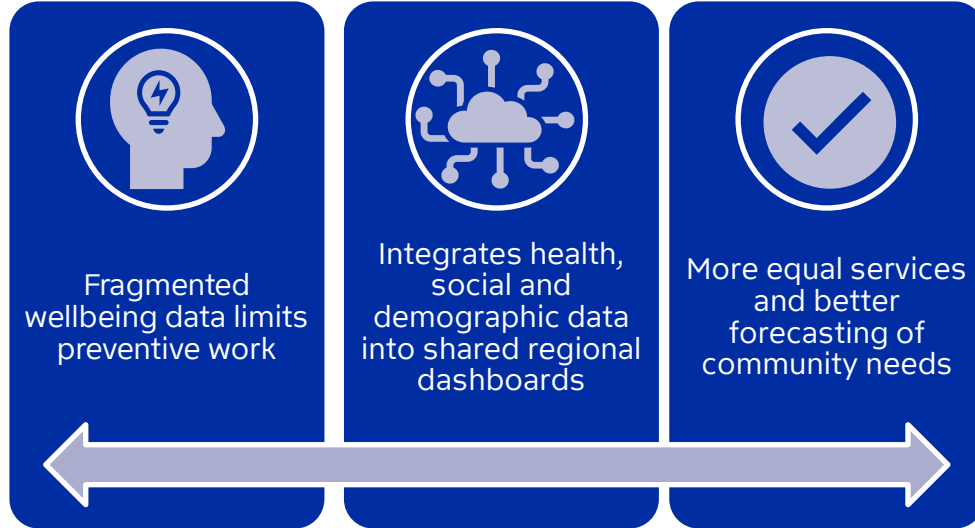 Fragmented
wellbeing data limits
preventive work
Integrates health,
social and
demographic data
into shared regional
dashboards
More equal services
and better
forecasting of
community needs